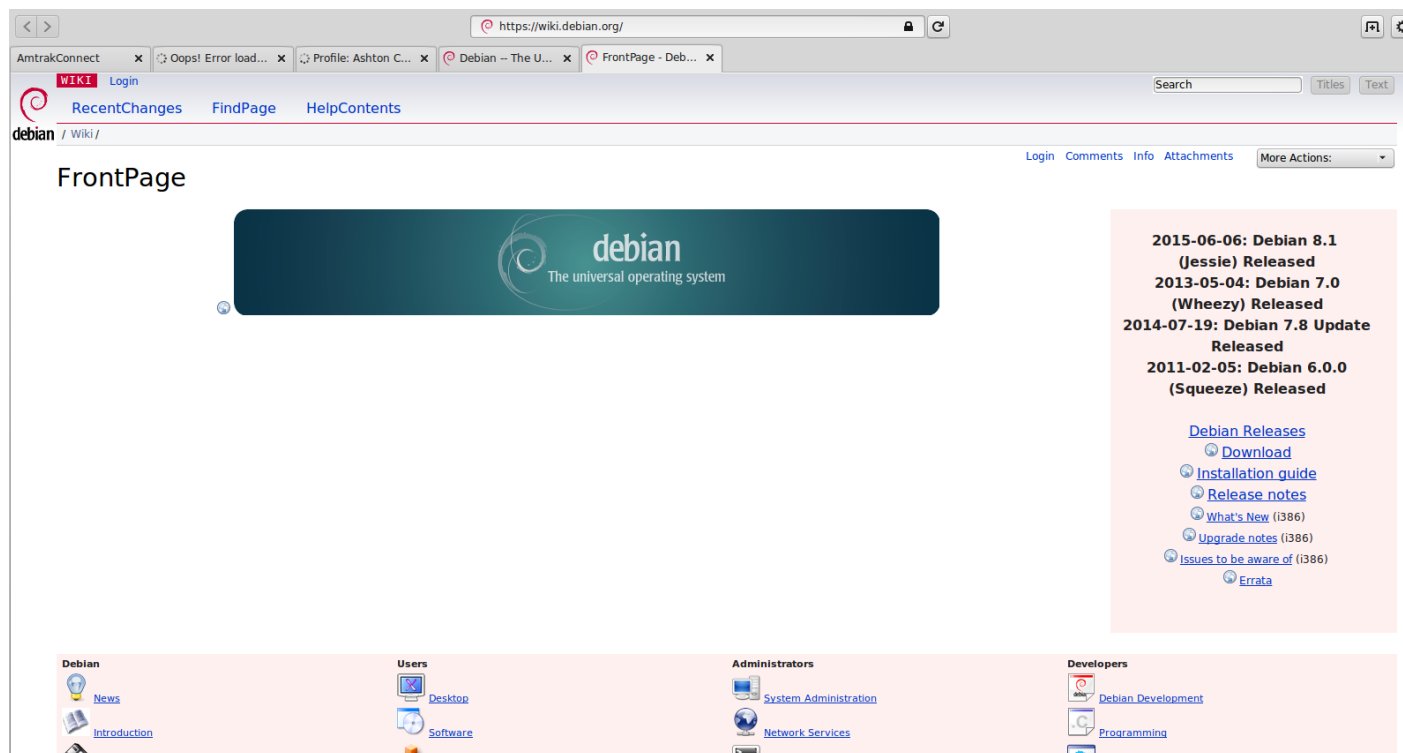 https://wiki.debian.org/
AmtrakConnect
Oops! Error load...
Profile: Ashton C...
Debian -- The U...
FrontPage - Deb...
WIKI Login
Search Titles Text
RecentChanges FindPage HelpContents
debian / Wiki /
Login Comments Info Attachments More Actions:
FrontPage
debian
The universal operating system
2015-06-06: Debian 8.1
(Jessie) Released
2013-05-04: Debian 7.0
(Wheezy) Released
2014-07-19: Debian 7.8 Update
Released
2011-02-05: Debian 6.0.0
(Squeeze) Released
Debian Releases
Download
Installation guide
Release notes
What's New (i386)
Upgrade notes (i386)
Issues to be aware of (i386)
Errata
Debian Users Administrators Developers
News Desktop System Administration Debian Development
Introduction Software Network Services Programming